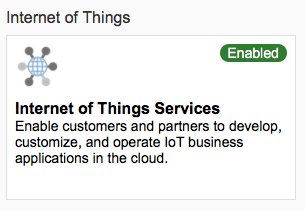 Internet of Things
Enabled
Internet of Things Services
Enable customers and partners to develop,
customize, and operate IoT business
applications in the cloud.